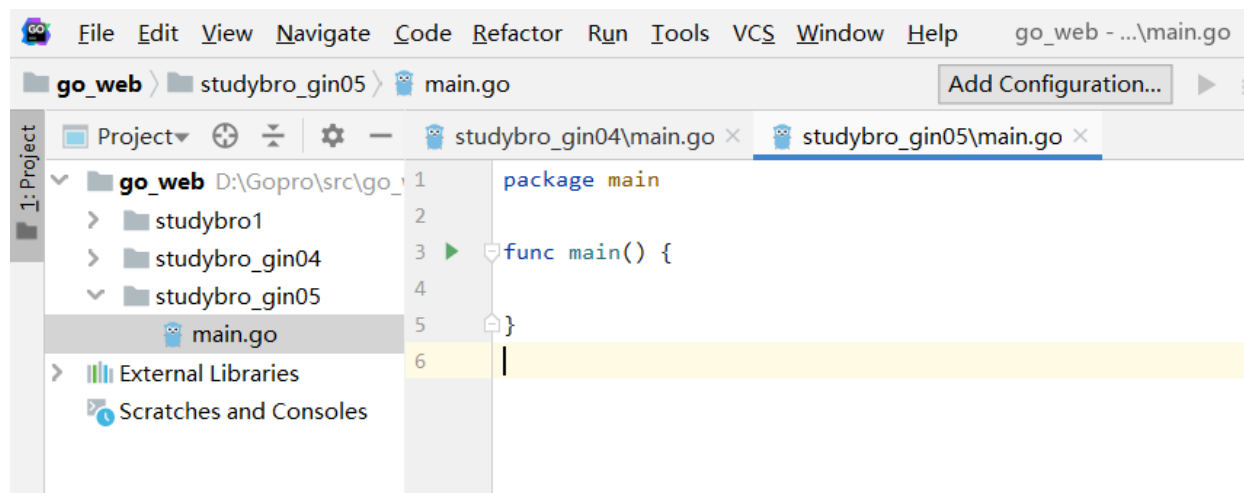 File Edit View Navigate Code Refactor Run Tools VCS Window Help go_web - ...\main.go
go_web studybro_gin05 main.go Add Configuration...
1: Project
Project studybro_gin04\main.go studybro_gin05\main.go
go_web D:\Gopro\src\go_
studybro1
studybro_gin04
studybro_gin05
main.go
External Libraries
Scratches and Consoles
1 package main
2
3 func main() {
4
5 }
6